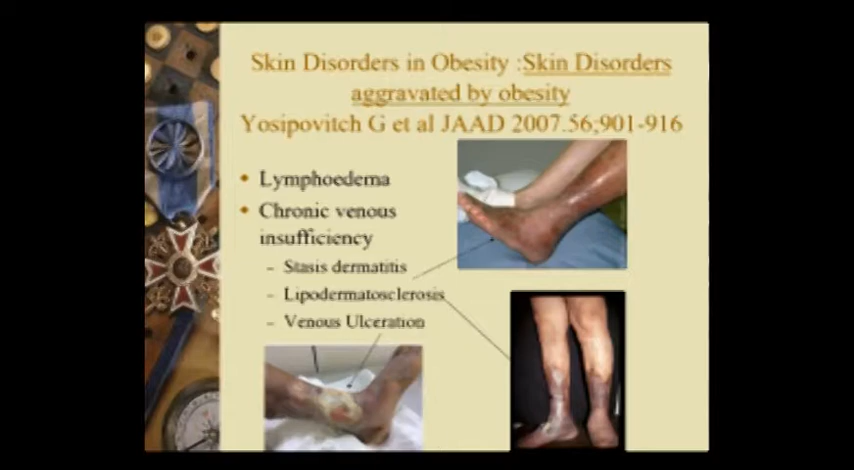 Skin Disorders in Obesity :Skin Disorders
aggravated by obesity
Yosipovitch G et al JAAD 2007.56;901-916
• Lymphoedema
• Chronic venous
insufficiency
– Stasis dermatitis
– Lipodermatosclerosis
– Venous Ulceration